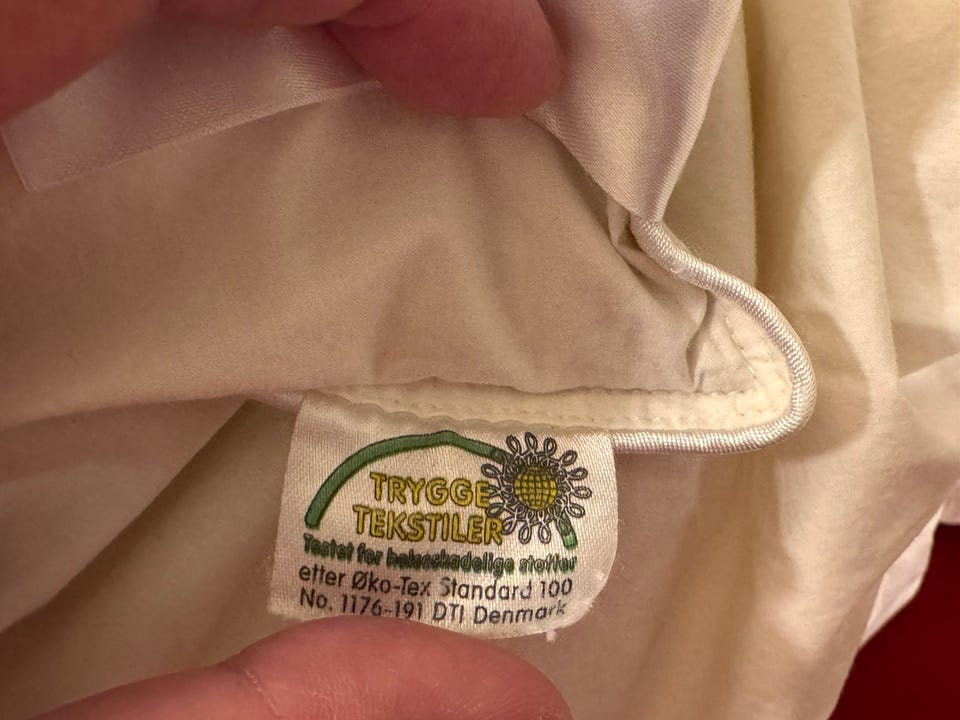 TRYGGE
TEKSTILER
Testet for helseskadelige stoffer
etter Øko-Tex Standard 100
No. 1176-191 DTI Denmark